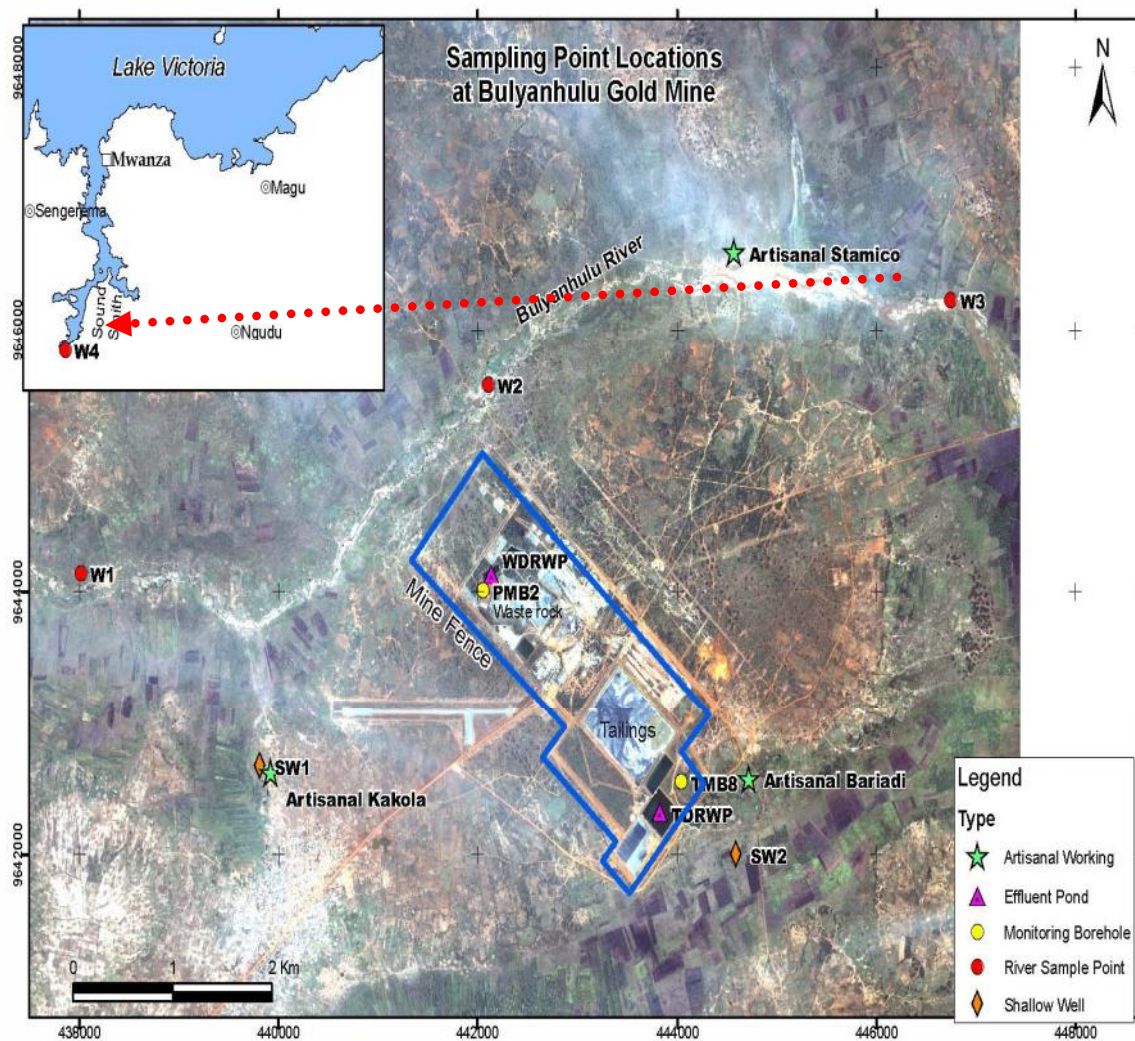 Sampling Point Locations
at Bulyanhulu Gold Mine
N
Lake Victoria
Mwanza
Magu
Sengerema
Sound
Smith
Ngudu
W4
Artisanal Stamico
Bulyanhulu River
W3
W2
W1
WDRWP
PMB2
Waste rock
Mine Fence
Tailings
SW1
Artisanal Kakola
TMB8
Artisanal Bariadi
TDRWP
SW2
Legend
Type
Artisanal Working
Effluent Pond
Monitoring Borehole
River Sample Point
Shallow Well
0 1 2 Km
9648000
9646000
9644000
9642000
438000 440000 442000 444000 446000 448000